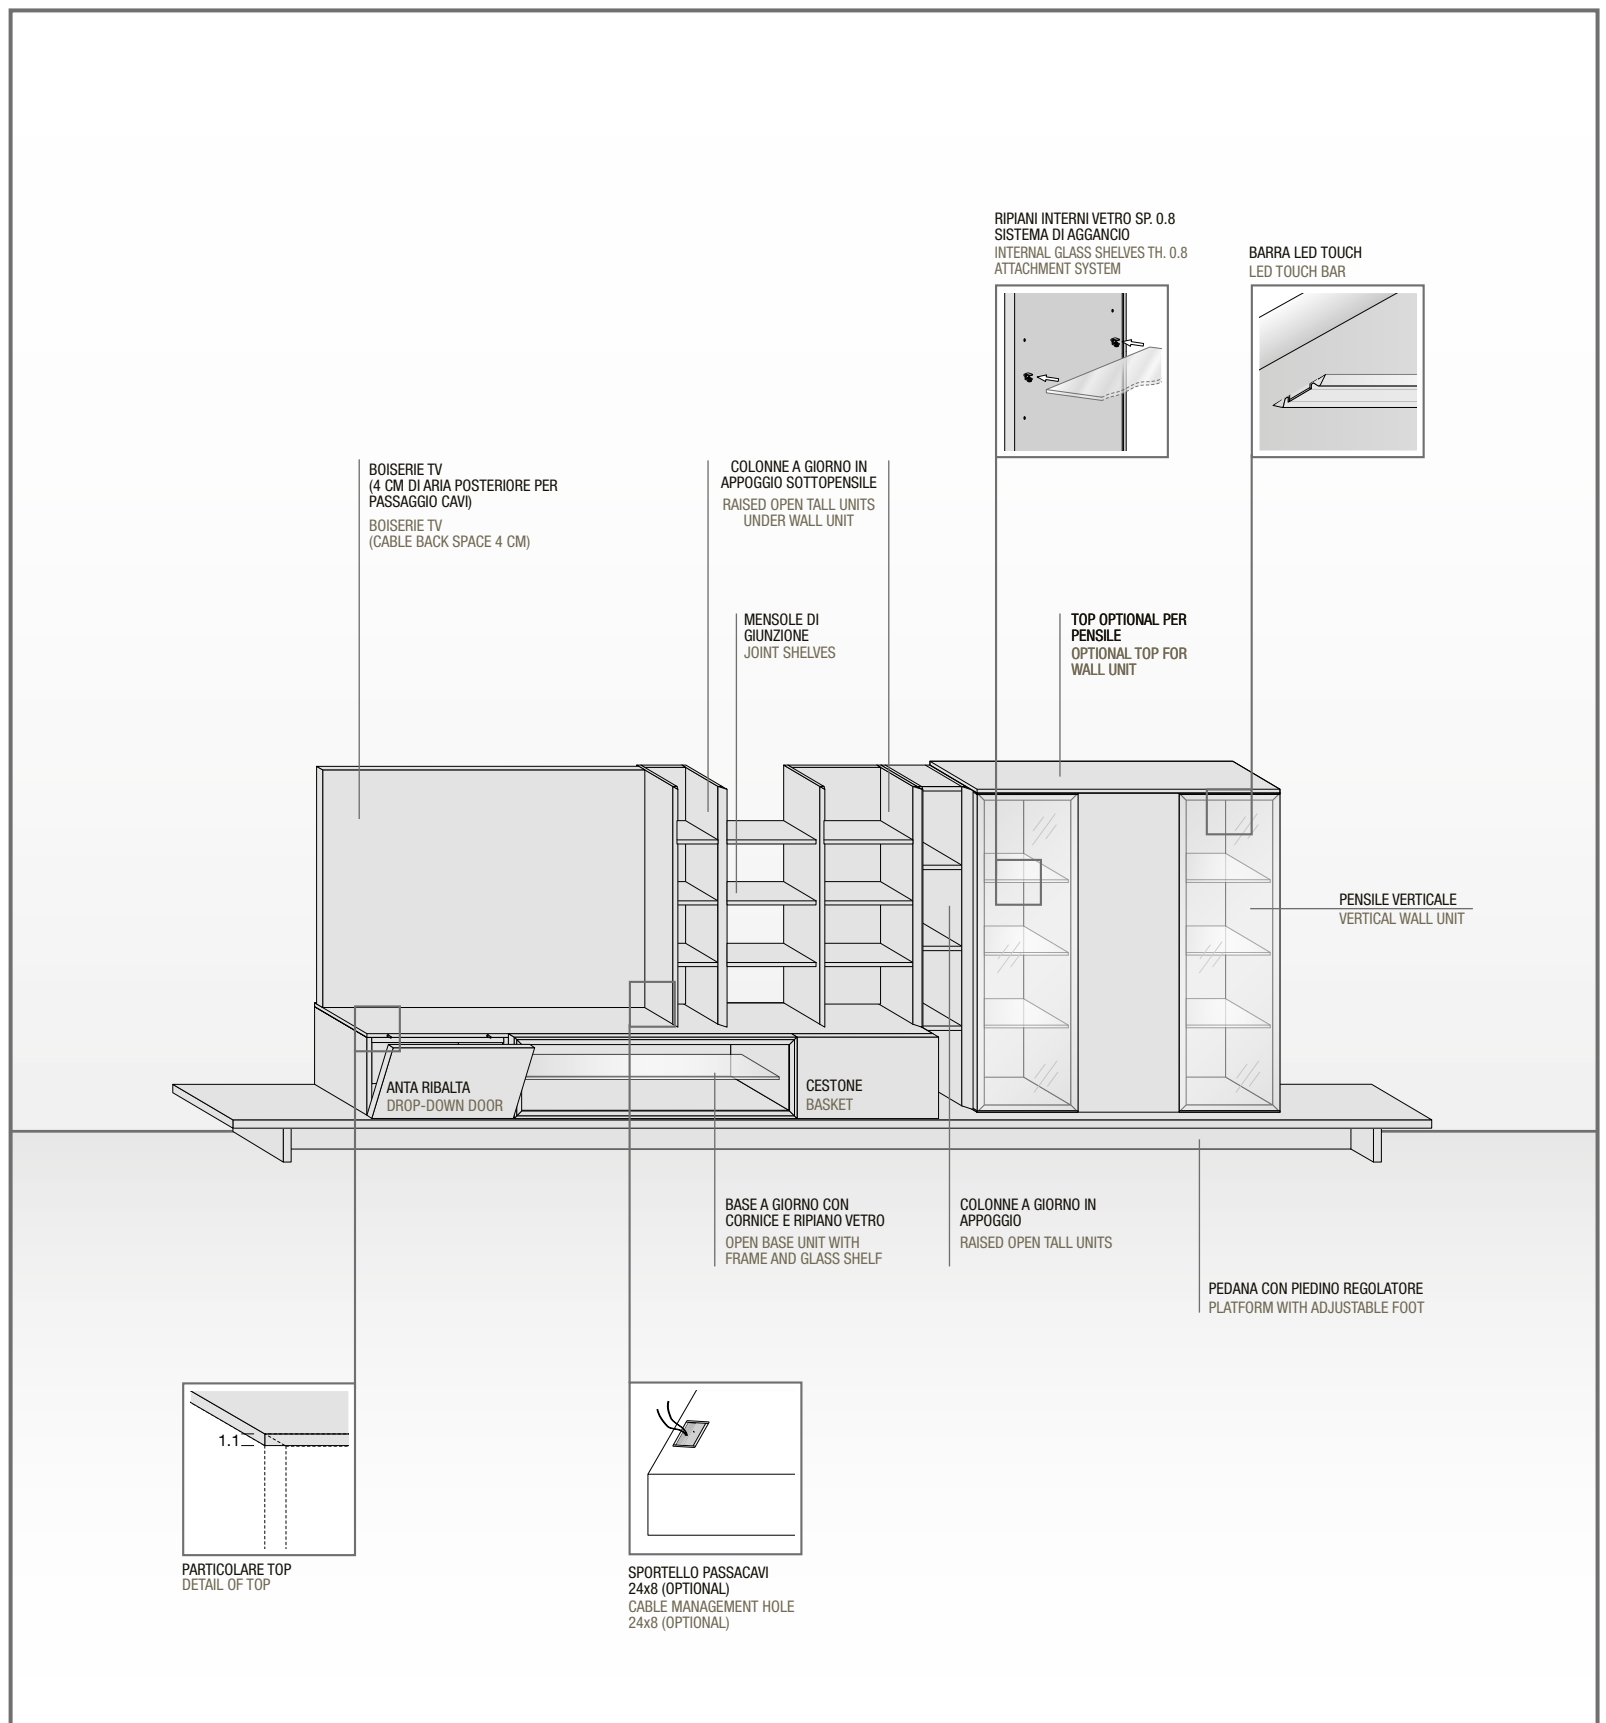 RIPIANI INTERNI VETRO SP. 0.8
SISTEMA DI AGGANCIO
INTERNAL GLASS SHELVES TH. 0.8
ATTACHMENT SYSTEM
BARRA LED TOUCH
LED TOUCH BAR
BOISERIE TV
(4 CM DI ARIA POSTERIORE PER
PASSAGGIO CAVI)
BOISERIE TV
(CABLE BACK SPACE 4 CM)
COLONNE A GIORNO IN
APPOGGIO SOTTOPENSILE
RAISED OPEN TALL UNITS
UNDER WALL UNIT
MENSOLE DI
GIUNZIONE
JOINT SHELVES
TOP OPTIONAL PER
PENSILE
OPTIONAL TOP FOR
WALL UNIT
PENSILE VERTICALE
VERTICAL WALL UNIT
ANTA RIBALTA
DROP-DOWN DOOR
CESTONE
BASKET
BASE A GIORNO CON
CORNICE E RIPIANO VETRO
OPEN BASE UNIT WITH
FRAME AND GLASS SHELF
COLONNE A GIORNO IN
APPOGGIO
RAISED OPEN TALL UNITS
PEDANA CON PIEDINO REGOLATORE
PLATFORM WITH ADJUSTABLE FOOT
1.1
PARTICOLARE TOP
DETAIL OF TOP
SPORTELLO PASSACAVI
24x8 (OPTIONAL)
CABLE MANAGEMENT HOLE
24x8 (OPTIONAL)